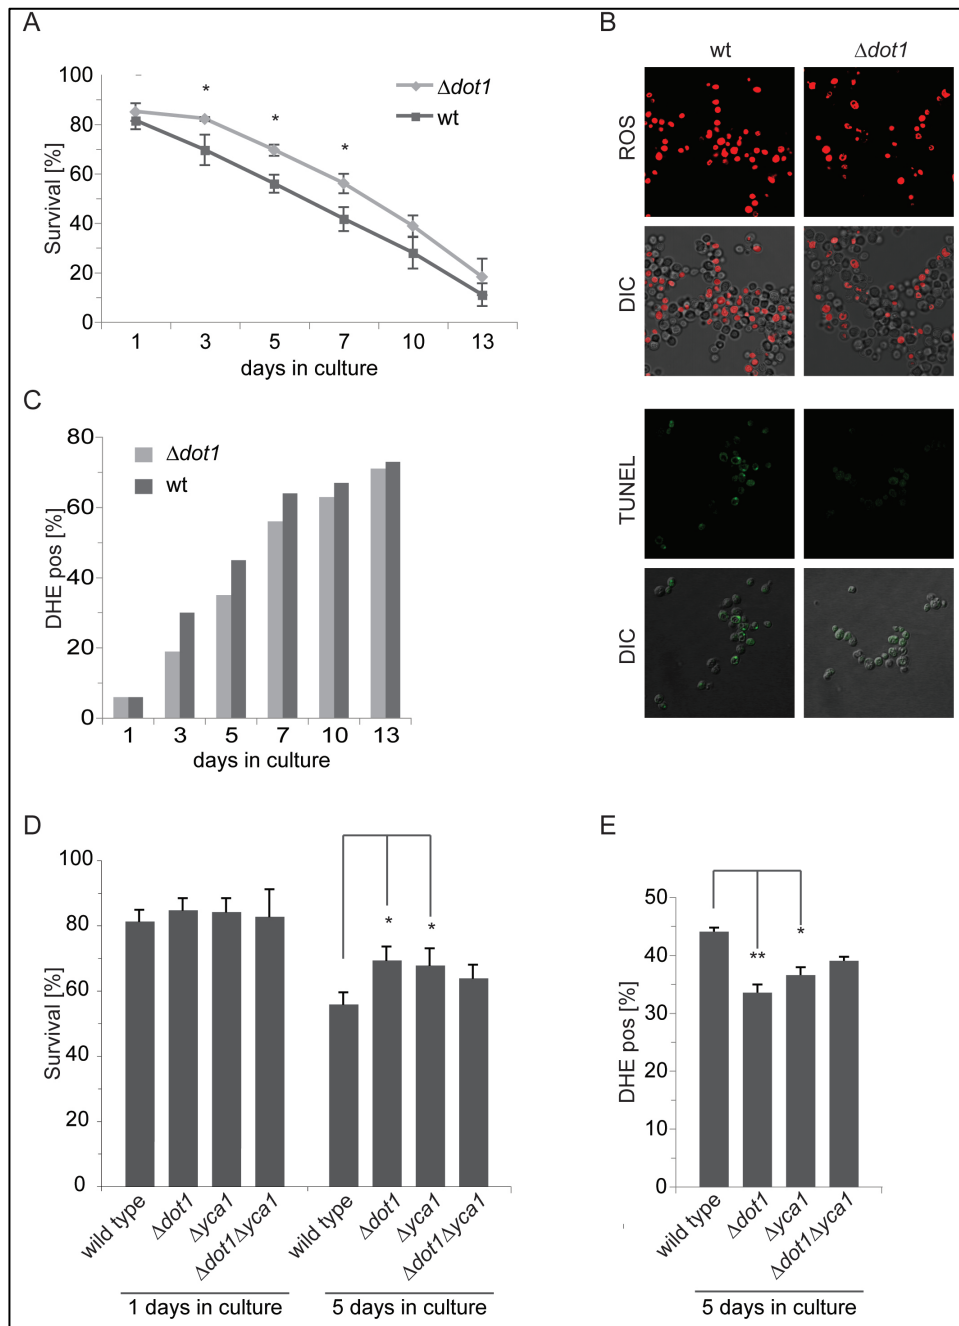 A
100
80
60
40
20
0
Survival [%]
* * *
Δdot1
wt
1 3 5 7 10 13
days in culture
B
wt Δdot1
ROS
DIC
TUNEL
DIC
C
80
60
40
20
0
DHE pos [%]
Δdot1
wt
1 3 5 7 10 13
days in culture
D
100
80
60
40
20
0
Survival [%]
* *
wild type Δdot1 Δyca1 Δdot1Δyca1 wild type Δdot1 Δyca1 Δdot1Δyca1
1 days in culture 5 days in culture
E
50
40
30
20
10
0
DHE pos [%]
** *
wild type Δdot1 Δyca1 Δdot1Δyca1
5 days in culture